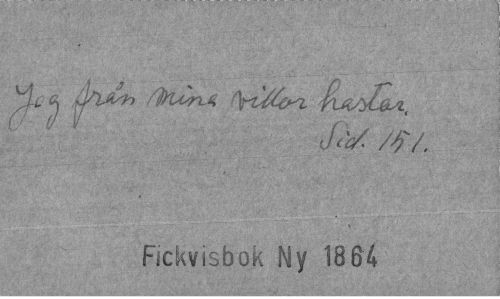 Jag från mina villor hastar.
Sid. 151.
Fickvisbok Ny 1864